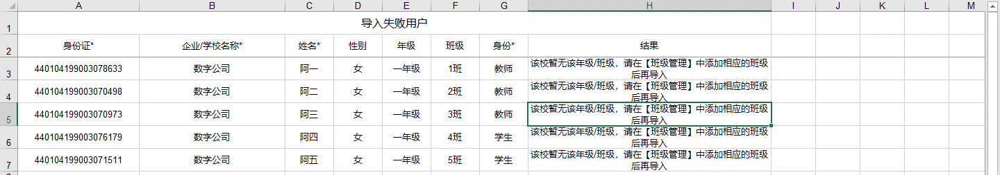 A B C D E F G H I J K L M
1 导入失败用户
2 身份证* 企业/学校名称* 姓名* 性别 年级 班级 身份* 结果
3 440104199003078633 数字公司 阿一 女 一年级 1班 教师 该校暂无该年级/班级，请在【班级管理】中添加相应的班级
后再导入
4 440104199003070498 数字公司 阿二 女 一年级 2班 教师 该校暂无该年级/班级，请在【班级管理】中添加相应的班级
后再导入
5 440104199003070973 数字公司 阿三 女 一年级 3班 教师 该校暂无该年级/班级，请在【班级管理】中添加相应的班级
后再导入
6 440104199003076179 数字公司 阿四 女 一年级 4班 学生 该校暂无该年级/班级，请在【班级管理】中添加相应的班级
后再导入
7 440104199003071511 数字公司 阿五 女 一年级 5班 学生 该校暂无该年级/班级，请在【班级管理】中添加相应的班级
后再导入